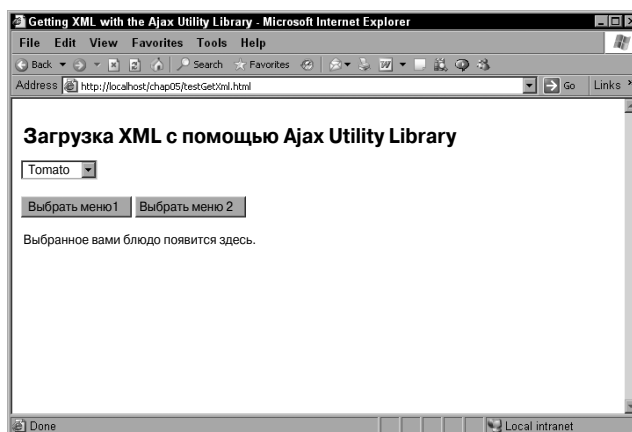 Getting XML with the Ajax Utility Library - Microsoft Internet Explorer
File Edit View Favorites Tools Help
Back Search Favorites
Address http://localhost/chap05/testGetXml.html Go Links
Загрузка XML с помощью Ajax Utility Library
Tomato
Выбрать меню1 Выбрать меню 2
Выбранное вами блюдо появится здесь.
Done Local intranet